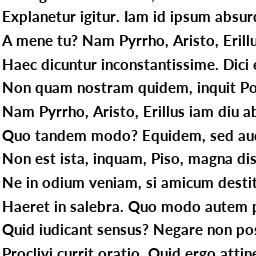 Explanetur igitur. Iam id ipsum absur
A mene tu? Nam Pyrrho, Aristo, Erillu
Haec dicuntur inconstantissime. Dici e
Non quam nostram quidem, inquit Po
Nam Pyrrho, Aristo, Erillus iam diu ab
Quo tandem modo? Equidem, sed au
Non est ista, inquam, Piso, magna dis
Ne in odium veniam, si amicum destit
Haeret in salebra. Quo modo autem p
Quid iudicant sensus? Negare non pos
Proclivi currit oratio. Quid ergo attine